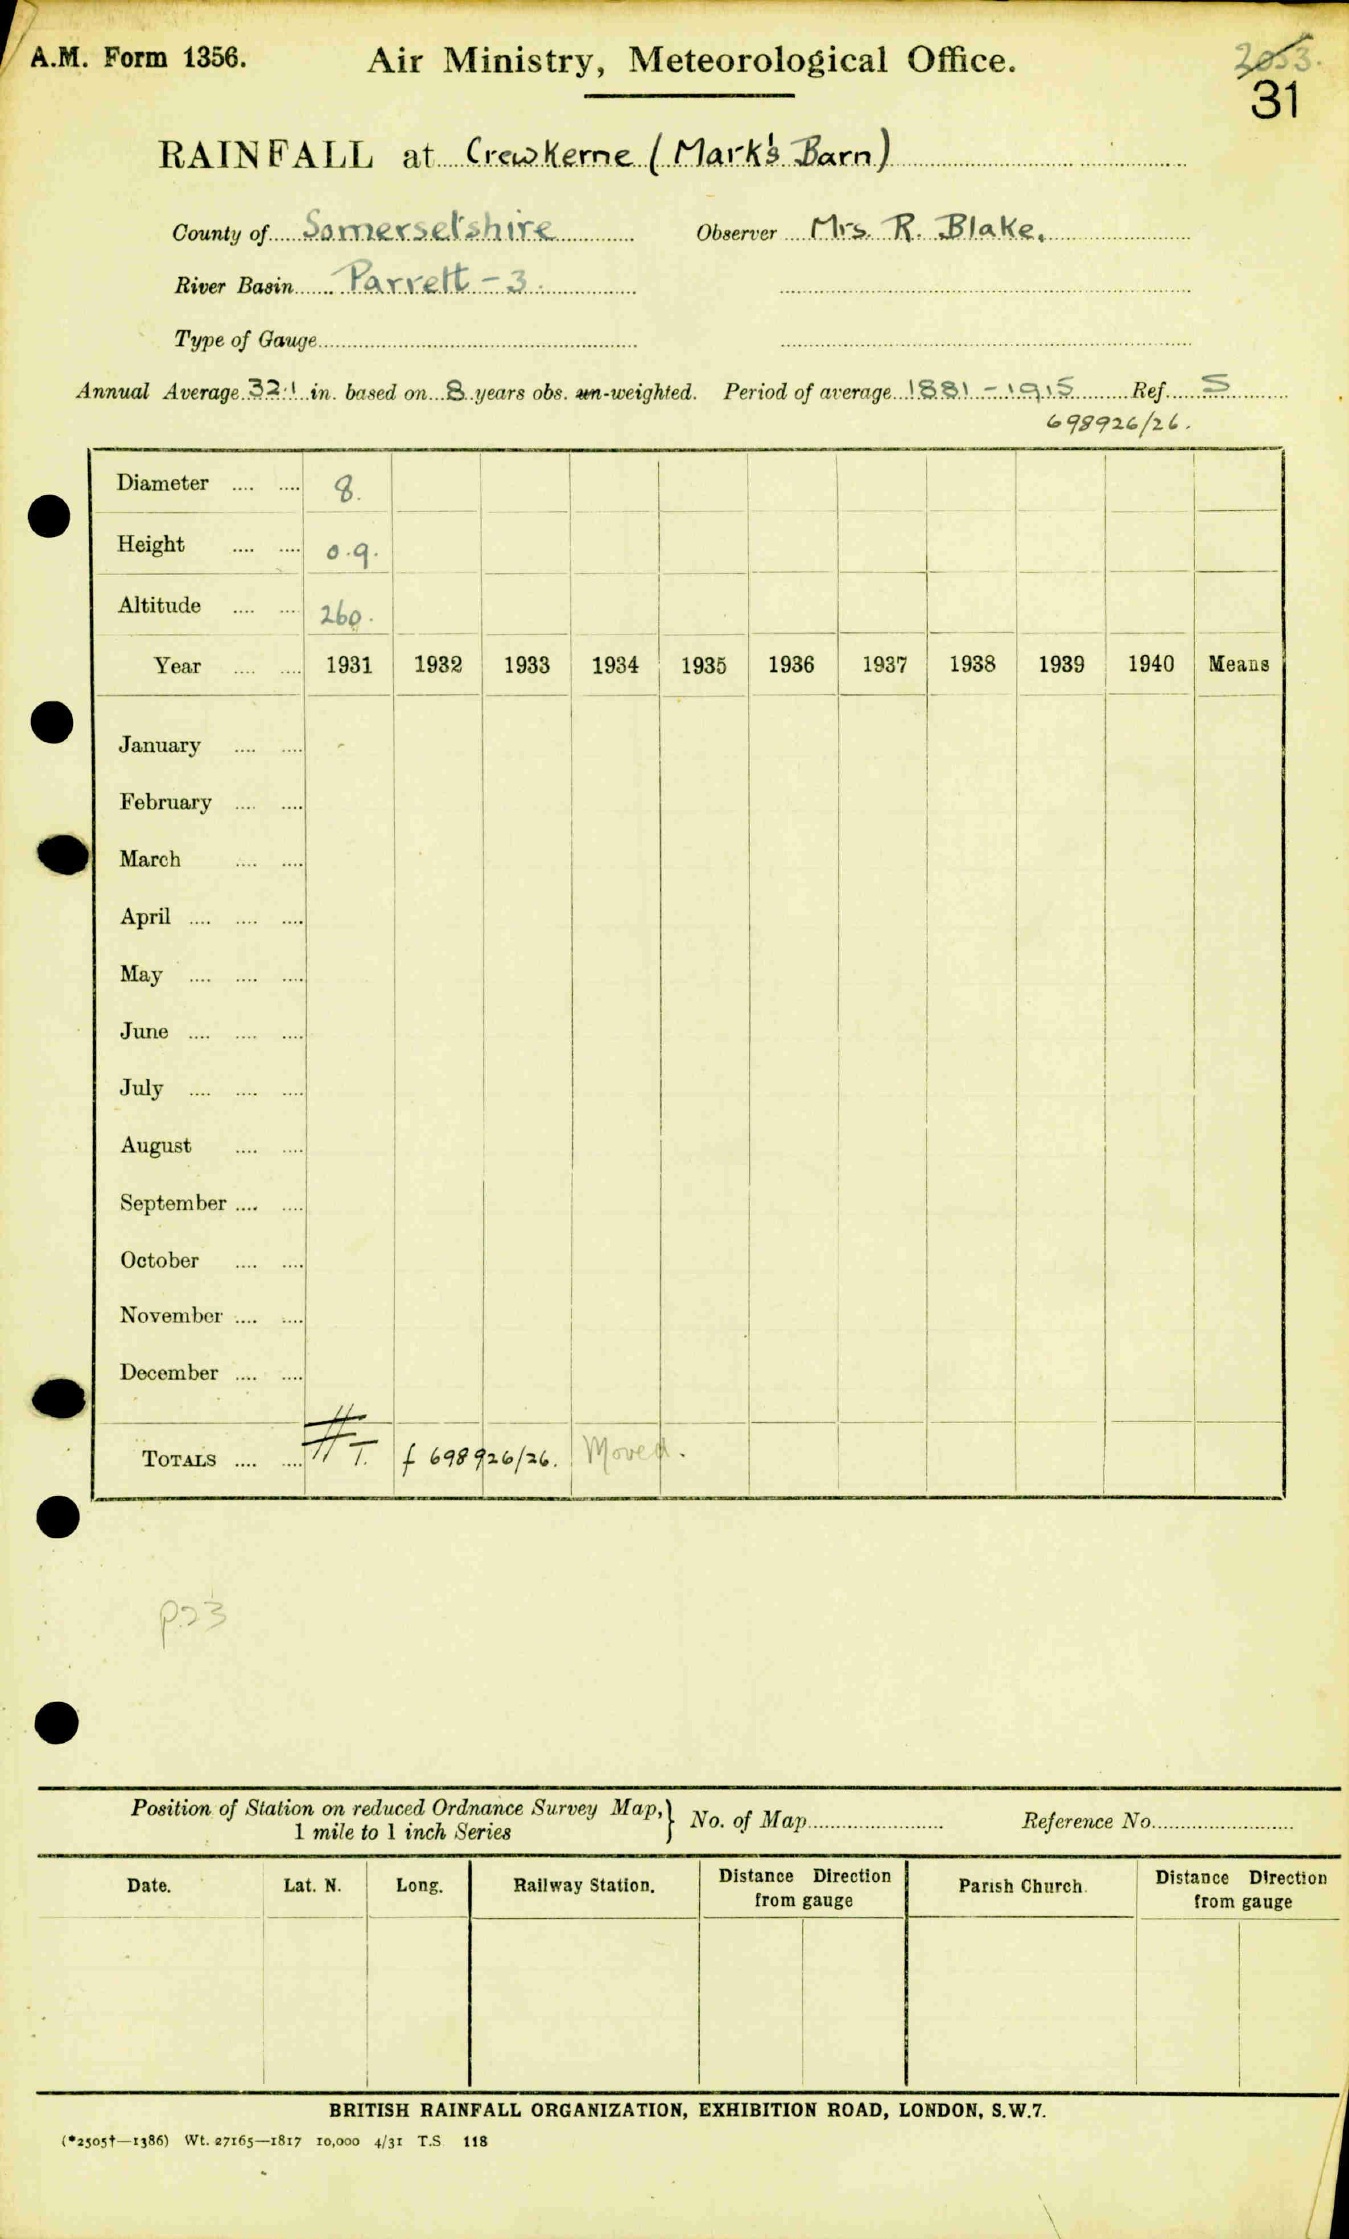 A.M. Form 1356. Air Ministry, Meteorological Office. 2053.
31
RAINFALL at Crewkerne (Mark's Barn)
County of Somersetshire Observer Mrs. R. Blake.
River Basin Parrett - 3.
Type of Gauge
Annual Average 32.1 in. based on 8 years obs. un-weighted. Period of average 1881 - 1915 Ref. S
698926/26.
Diameter .... .... 8.
Height .... .... 0.9.
Altitude .... .... 260.
Year .... .... 1931 1932 1933 1934 1935 1936 1937 1938 1939 1940 Means
January .... .... -
February .... ....
March .... ....
April .... .... ....
May .... .... ....
June .... .... ....
July .... .... ....
August .... ....
September .... ....
October .... ....
November .... ....
December .... ....
TOTALS .... .... T. f 698926/26. Moved.
p.23
Position of Station on reduced Ordnance Survey Map, } No. of Map Reference No.
1 mile to 1 inch Series
Date. Lat. N. Long. Railway Station. Distance Direction Parish Church. Distance Direction
from gauge from gauge
BRITISH RAINFALL ORGANIZATION, EXHIBITION ROAD, LONDON, S.W.7.
(*2505†—1386) Wt. 27165—1817 10,000 4/31 T.S. 118